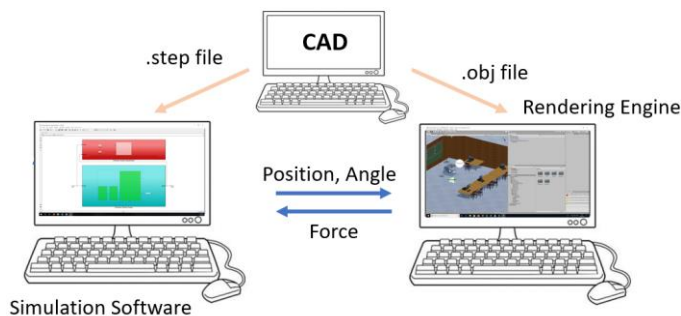 CAD
.step file
.obj file
Rendering Engine
Position, Angle
Force
Simulation Software